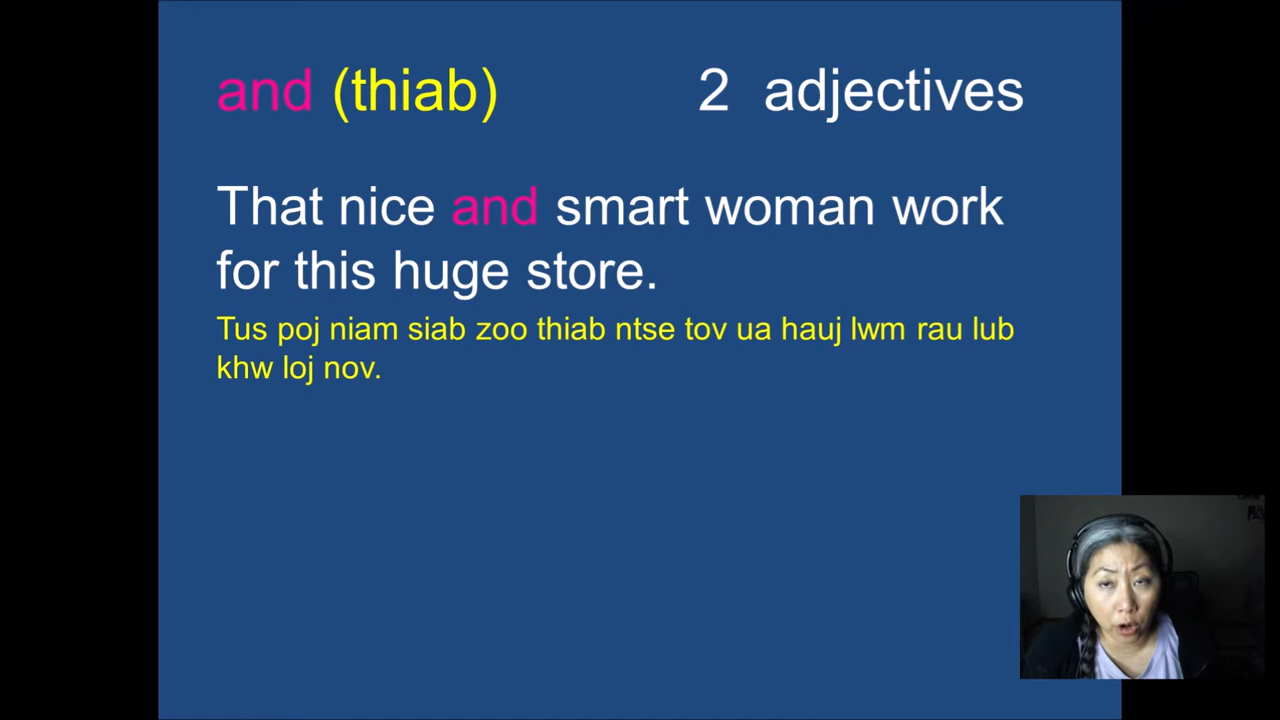 and (thiab) 2 adjectives
That nice and smart woman work
for this huge store.
Tus poj niam siab zoo thiab ntse tov ua hauj lwm rau lub
khw loj nov.